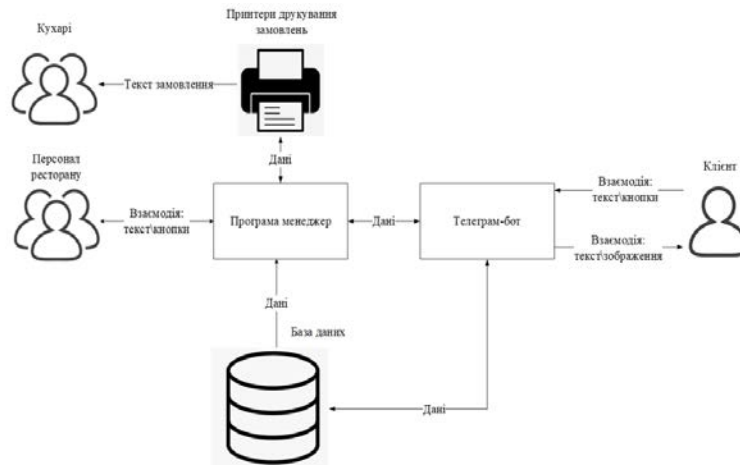 Кухарі
Принтери друкування
замовлень
Текст замовлення
Дані
Персонал
ресторану
Взаємодія:
текст\кнопки
Програма менеджер
Дані
Телеграм-бот
Взаємодія:
текст\кнопки
Клієнт
Взаємодія:
текст\зображення
Дані
База даних
Дані